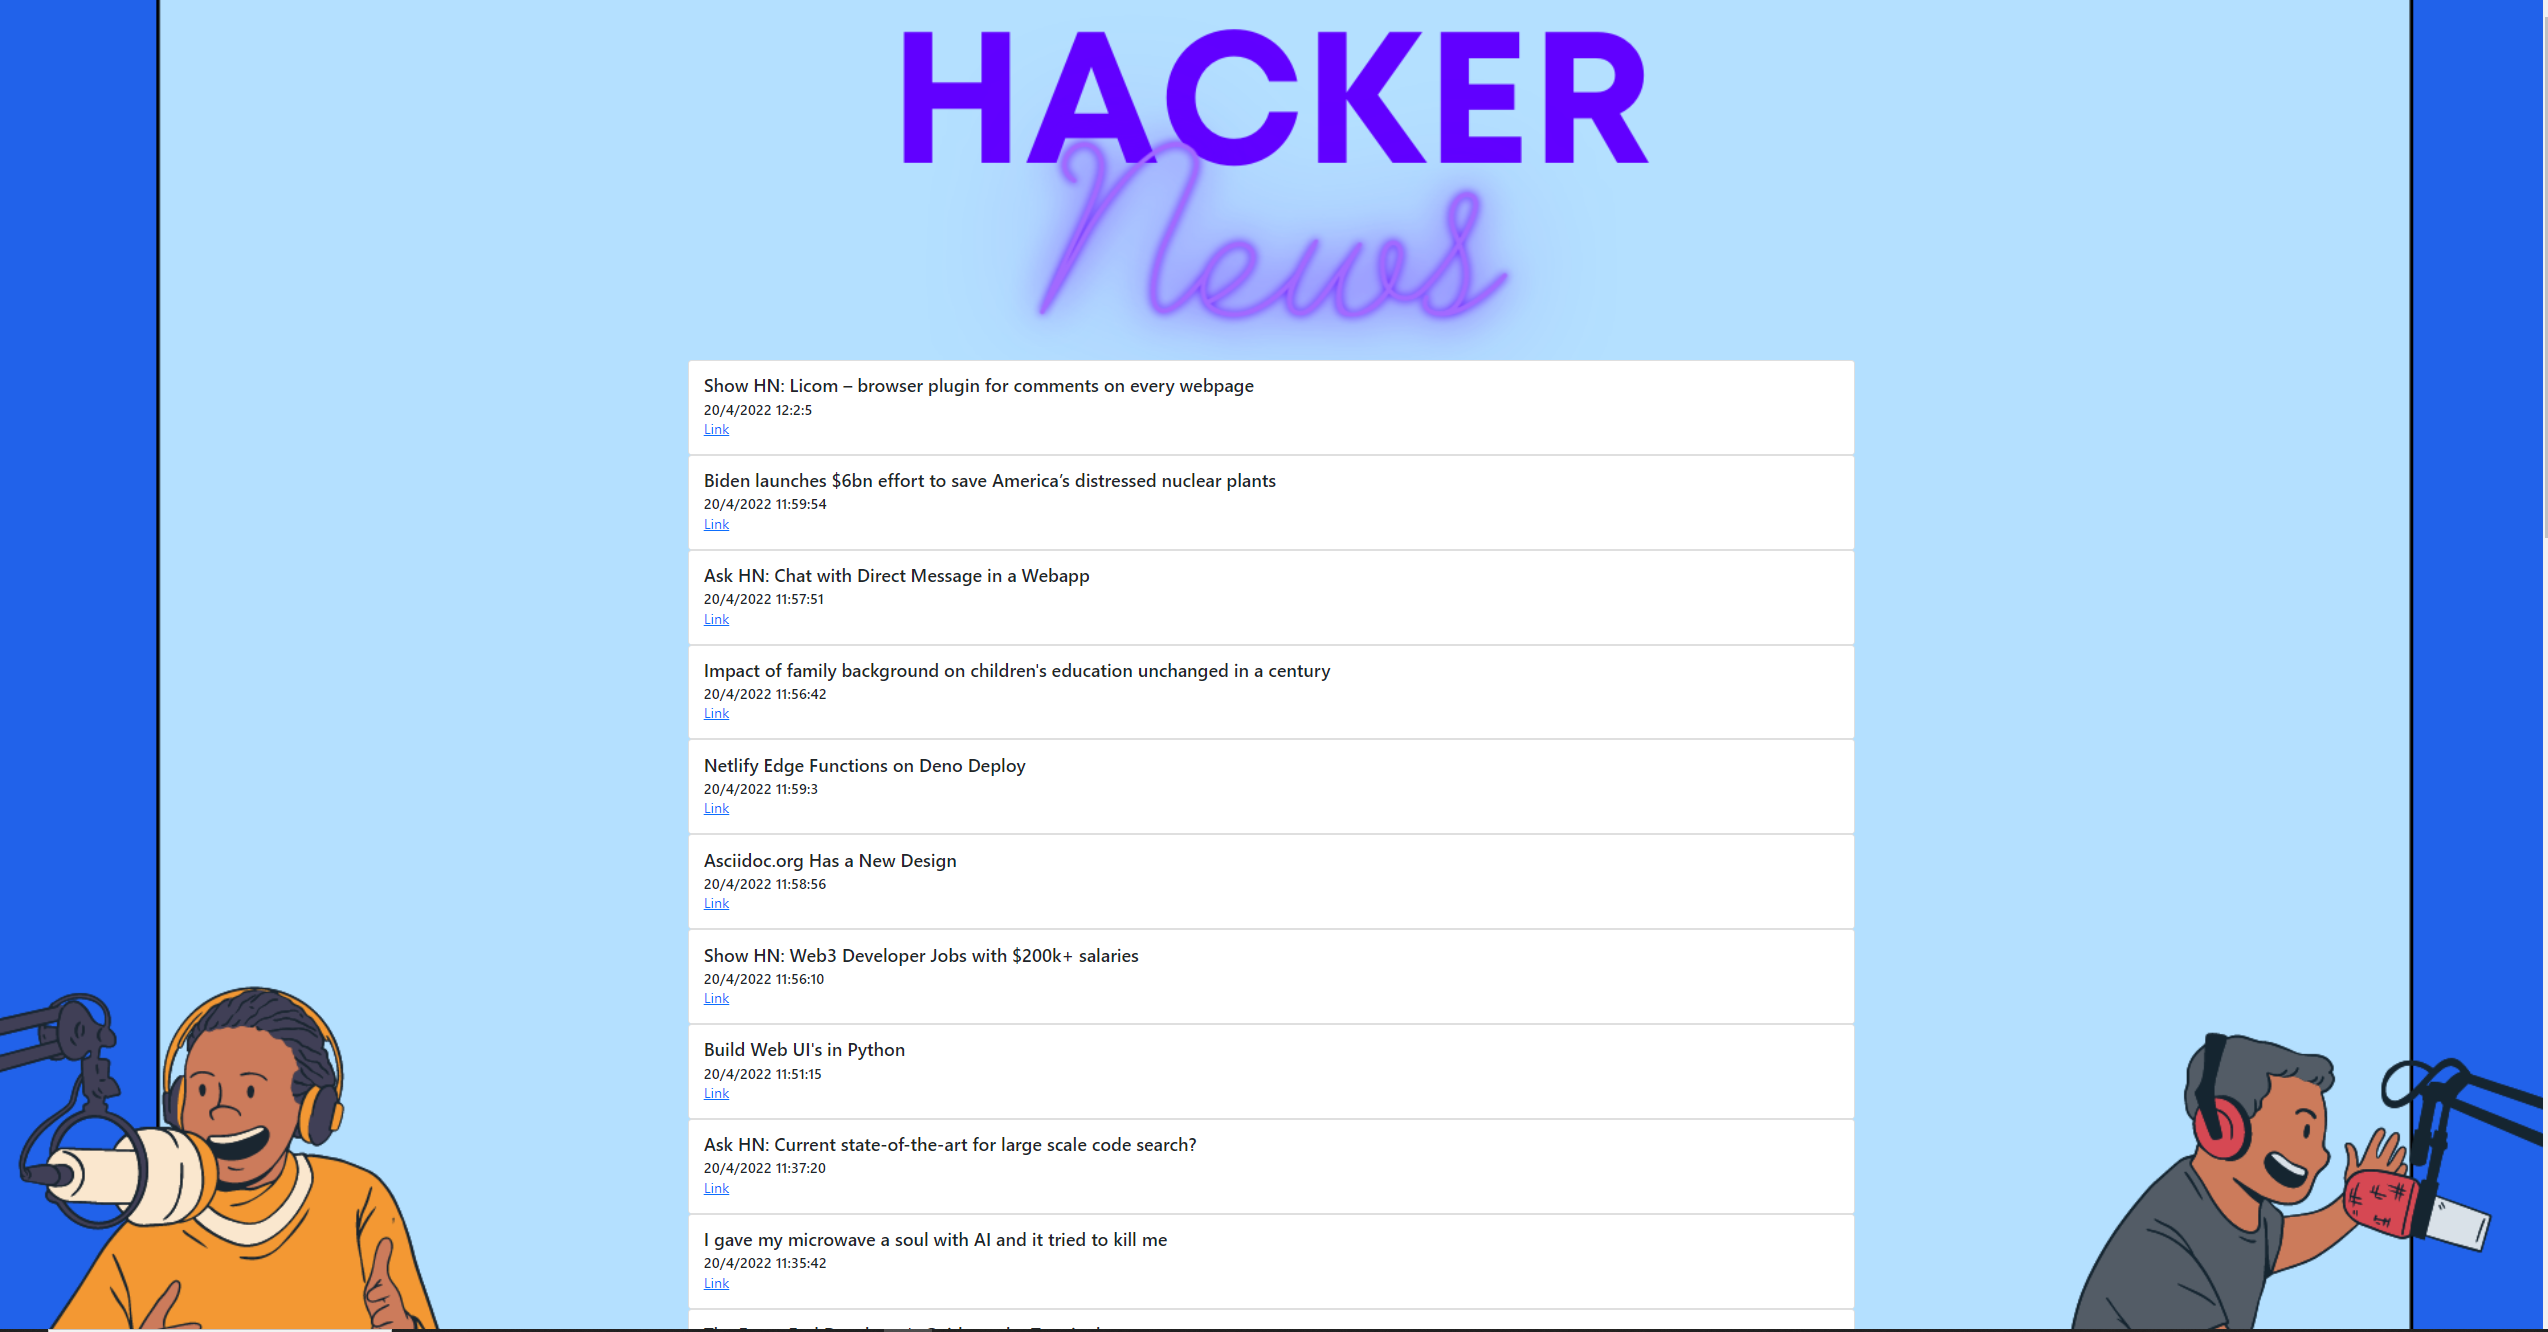 HACKER
News
Show HN: Licom – browser plugin for comments on every webpage
20/4/2022 12:2:5
Link
Biden launches $6bn effort to save America’s distressed nuclear plants
20/4/2022 11:59:54
Link
Ask HN: Chat with Direct Message in a Webapp
20/4/2022 11:57:51
Link
Impact of family background on children's education unchanged in a century
20/4/2022 11:56:42
Link
Netlify Edge Functions on Deno Deploy
20/4/2022 11:59:3
Link
Asciidoc.org Has a New Design
20/4/2022 11:58:56
Link
Show HN: Web3 Developer Jobs with $200k+ salaries
20/4/2022 11:56:10
Link
Build Web UI's in Python
20/4/2022 11:51:15
Link
Ask HN: Current state-of-the-art for large scale code search?
20/4/2022 11:37:20
Link
I gave my microwave a soul with AI and it tried to kill me
20/4/2022 11:35:42
Link